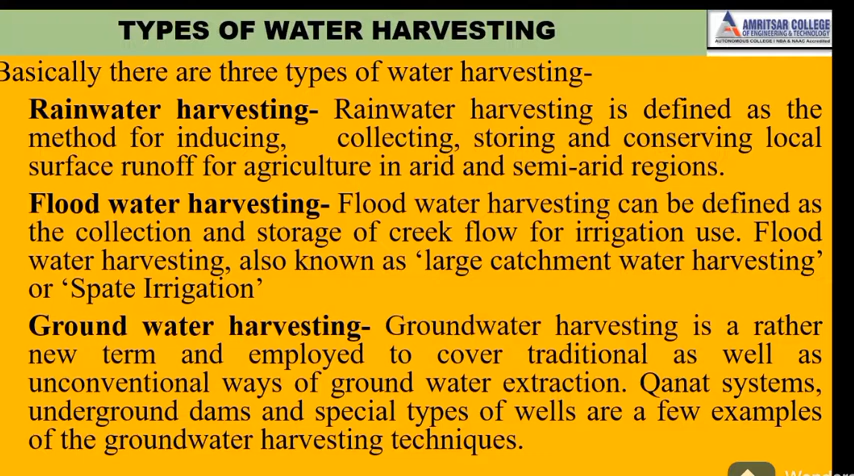 TYPES OF WATER HARVESTING
AMRITSAR COLLEGE
OF ENGINEERING & TECHNOLOGY
AUTONOMOUS COLLEGE | NBA & NAAC Accredited
Basically there are three types of water harvesting-
Rainwater harvesting- Rainwater harvesting is defined as the
method for inducing, collecting, storing and conserving local
surface runoff for agriculture in arid and semi-arid regions.
Flood water harvesting- Flood water harvesting can be defined as
the collection and storage of creek flow for irrigation use. Flood
water harvesting, also known as ‘large catchment water harvesting’
or ‘Spate Irrigation’
Ground water harvesting- Groundwater harvesting is a rather
new term and employed to cover traditional as well as
unconventional ways of ground water extraction. Qanat systems,
underground dams and special types of wells are a few examples
of the groundwater harvesting techniques.